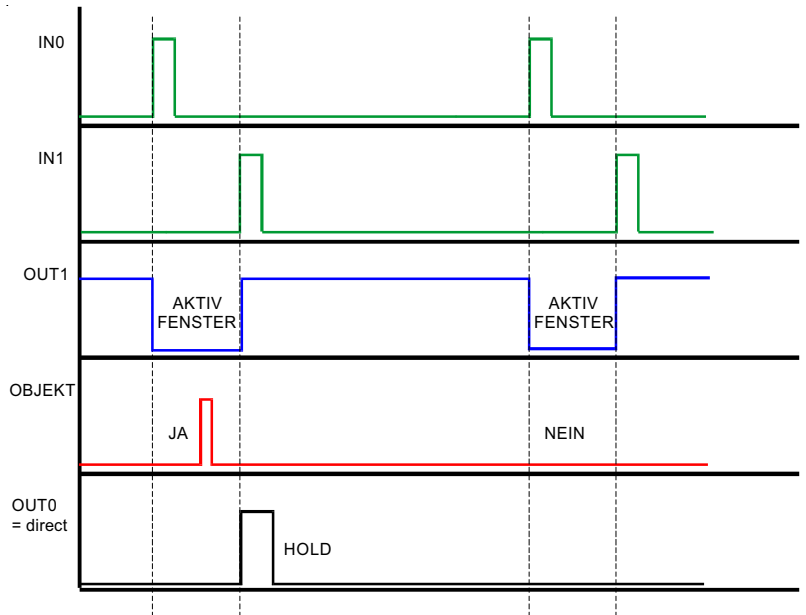 IN0
IN1
OUT1
AKTIV
FENSTER
AKTIV
FENSTER
OBJEKT
JA
NEIN
OUT0
= direct
HOLD